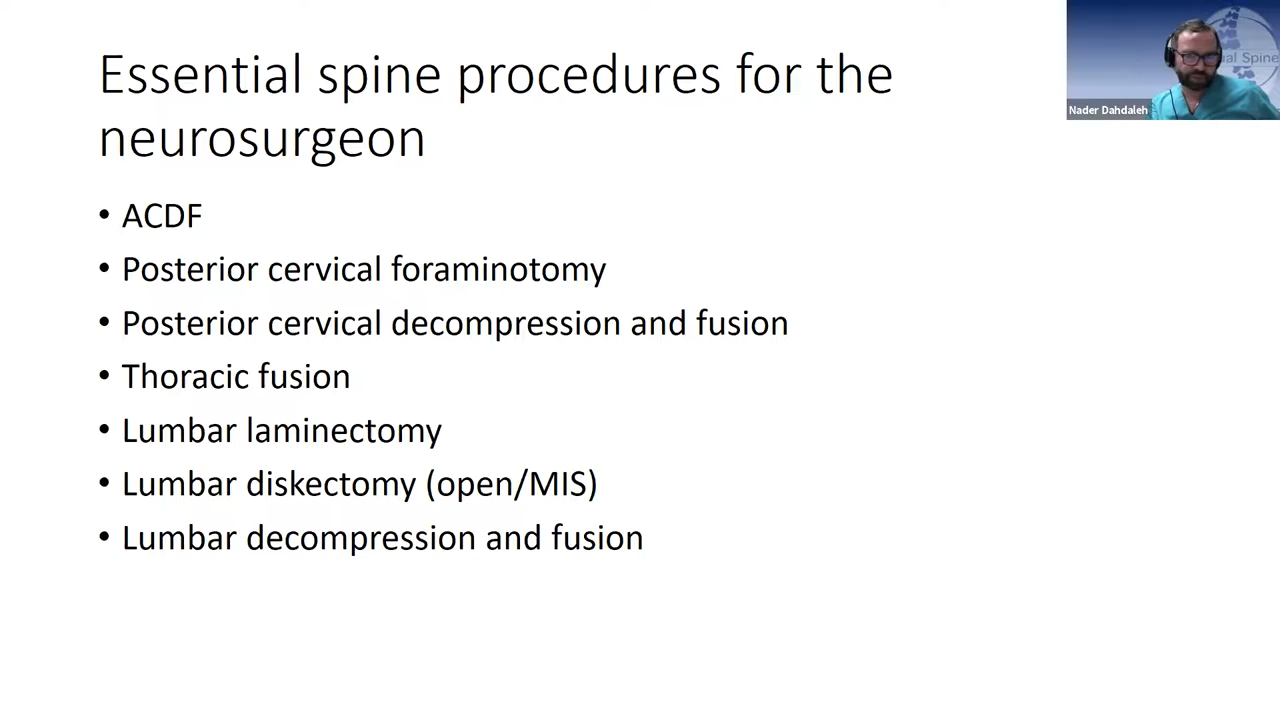 Essential spine procedures for the
neurosurgeon
• ACDF
• Posterior cervical foraminotomy
• Posterior cervical decompression and fusion
• Thoracic fusion
• Lumbar laminectomy
• Lumbar diskectomy (open/MIS)
• Lumbar decompression and fusion
Spine
Nader Dahdaleh